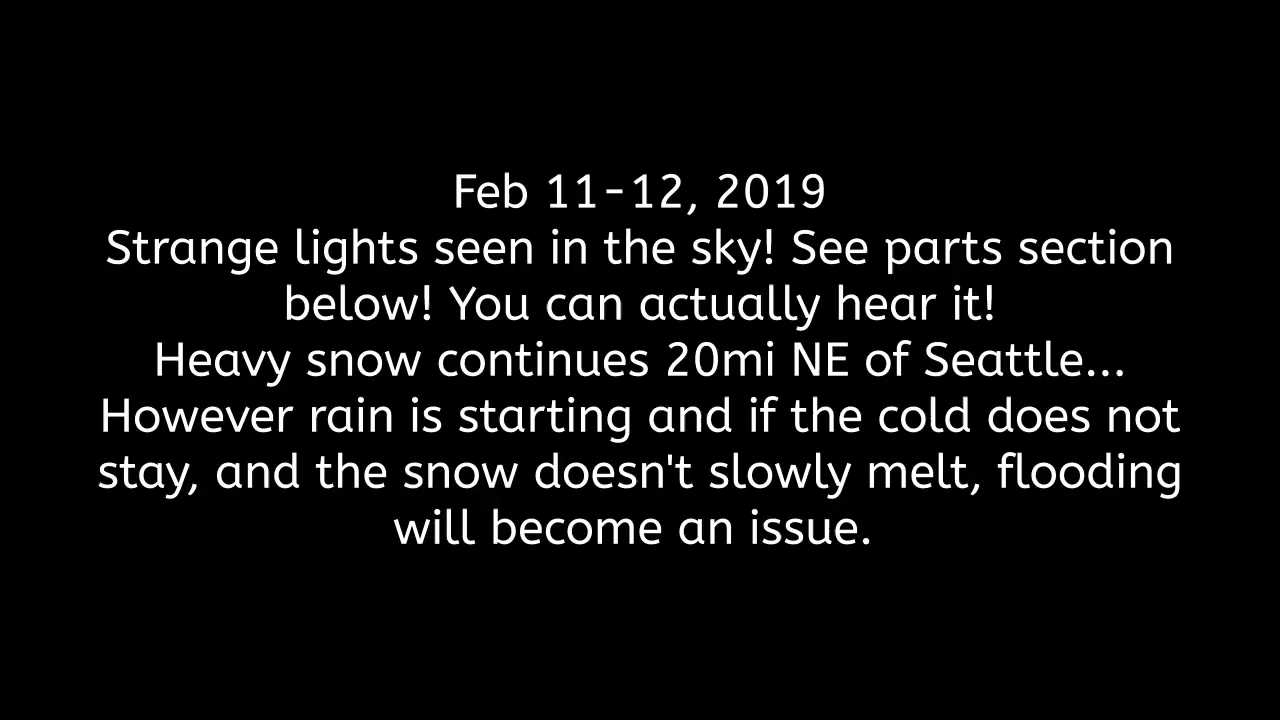 Feb 11-12, 2019
Strange lights seen in the sky! See parts section
below! You can actually hear it!
Heavy snow continues 20mi NE of Seattle...
However rain is starting and if the cold does not
stay, and the snow doesn't slowly melt, flooding
will become an issue.